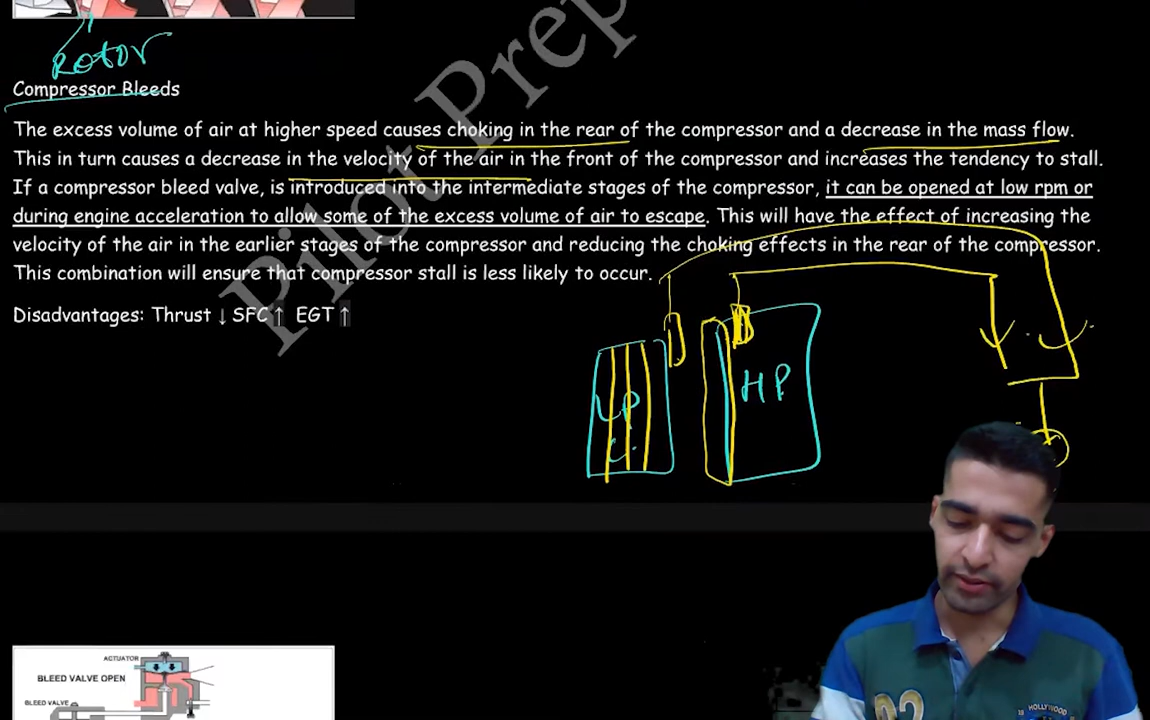 Rotor
Compressor Bleeds
The excess volume of air at higher speed causes choking in the rear of the compressor and a decrease in the mass flow.
This in turn causes a decrease in the velocity of the air in the front of the compressor and increases the tendency to stall.
If a compressor bleed valve, is introduced into the intermediate stages of the compressor, it can be opened at low rpm or
during engine acceleration to allow some of the excess volume of air to escape. This will have the effect of increasing the
velocity of the air in the earlier stages of the compressor and reducing the choking effects in the rear of the compressor.
This combination will ensure that compressor stall is less likely to occur.
Disadvantages: Thrust ↓ SFC↑ EGT ↑
Pilot Prep
LP
C.
HP
ACTUATOR
BLEED VALVE OPEN
BLEED VALVE
02
HOLLYWOOD